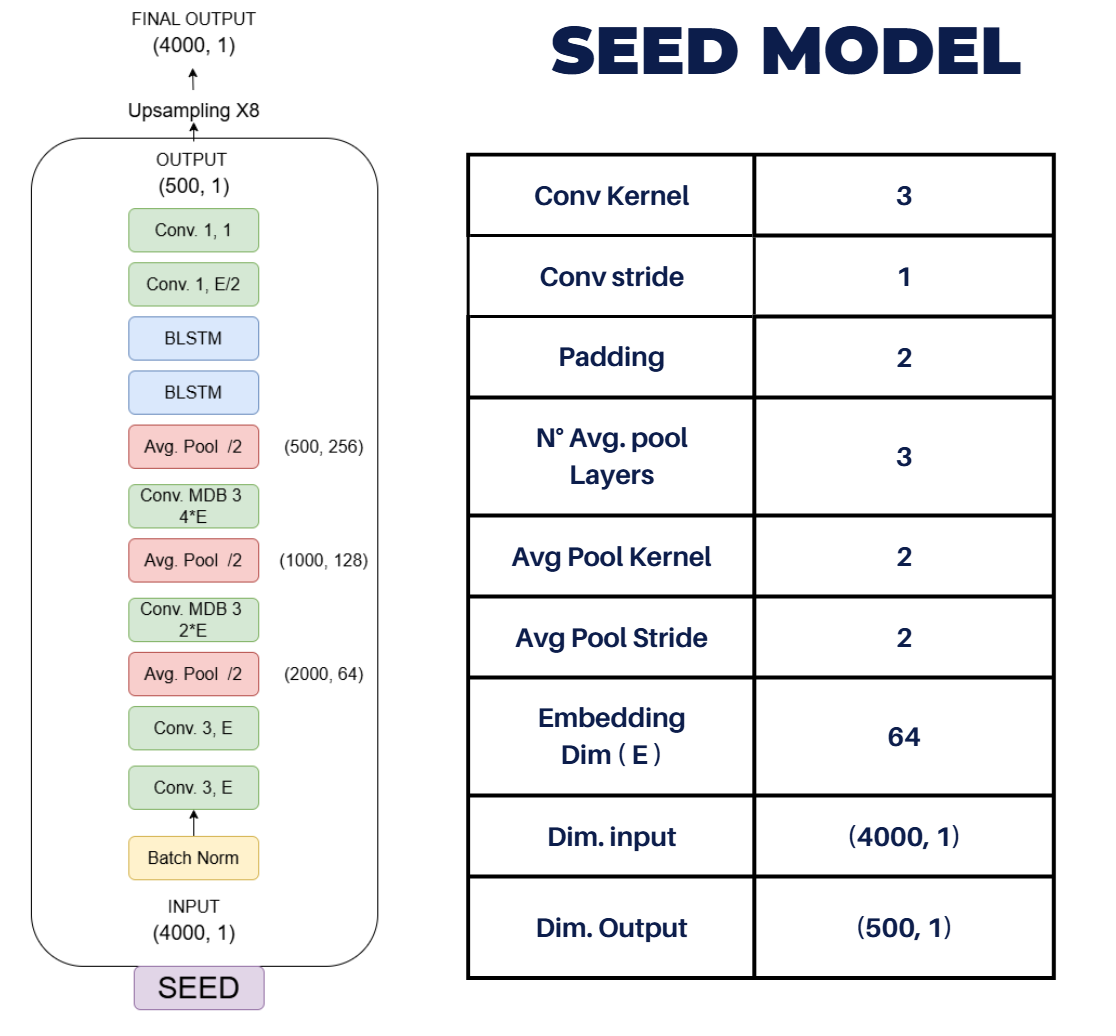 FINAL OUTPUT
(4000, 1)
Upsampling X8
OUTPUT
(500, 1)
Conv. 1, 1
Conv. 1, E/2
BLSTM
BLSTM
Avg. Pool /2 (500, 256)
Conv. MDB 3
4*E
Avg. Pool /2 (1000, 128)
Conv. MDB 3
2*E
Avg. Pool /2 (2000, 64)
Conv. 3, E
Conv. 3, E
Batch Norm
INPUT
(4000, 1)
SEED
SEED MODEL
Conv Kernel 3
Conv stride 1
Padding 2
N° Avg. pool
Layers 3
Avg Pool Kernel 2
Avg Pool Stride 2
Embedding
Dim ( E ) 64
Dim. input (4000, 1)
Dim. Output (500, 1)